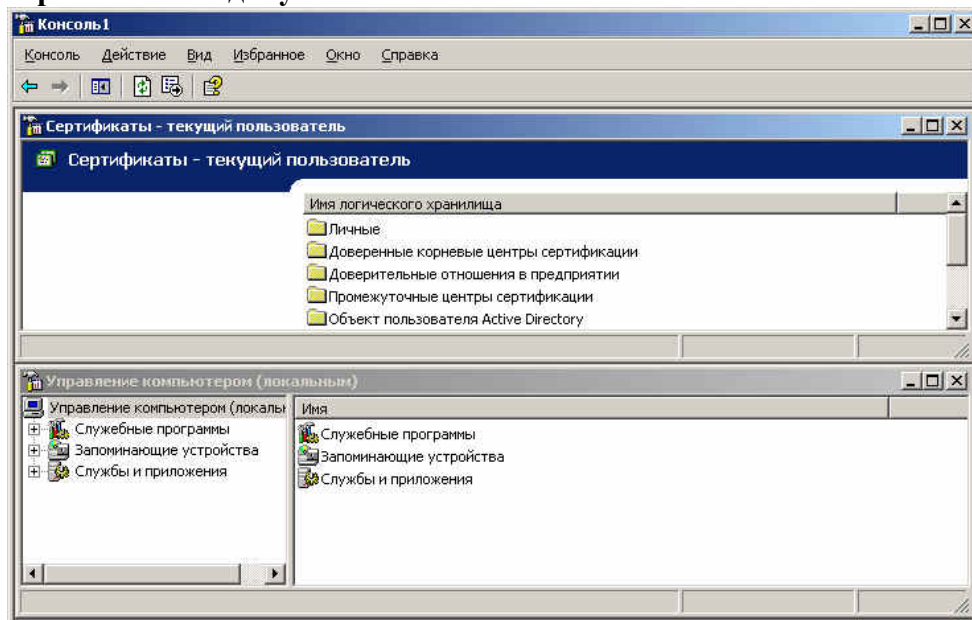 Консоль1
Консоль Действие Вид Избранное Окно Справка
Сертификаты - текущий пользователь
Сертификаты - текущий пользователь
Имя логического хранилища
Личные
Доверенные корневые центры сертификации
Доверительные отношения в предприятии
Промежуточные центры сертификации
Объект пользователя Active Directory
Управление компьютером (локальным)
Управление компьютером (локальн
Имя
Служебные программы
Служебные программы
Запоминающие устройства
Запоминающие устройства
Службы и приложения
Службы и приложения